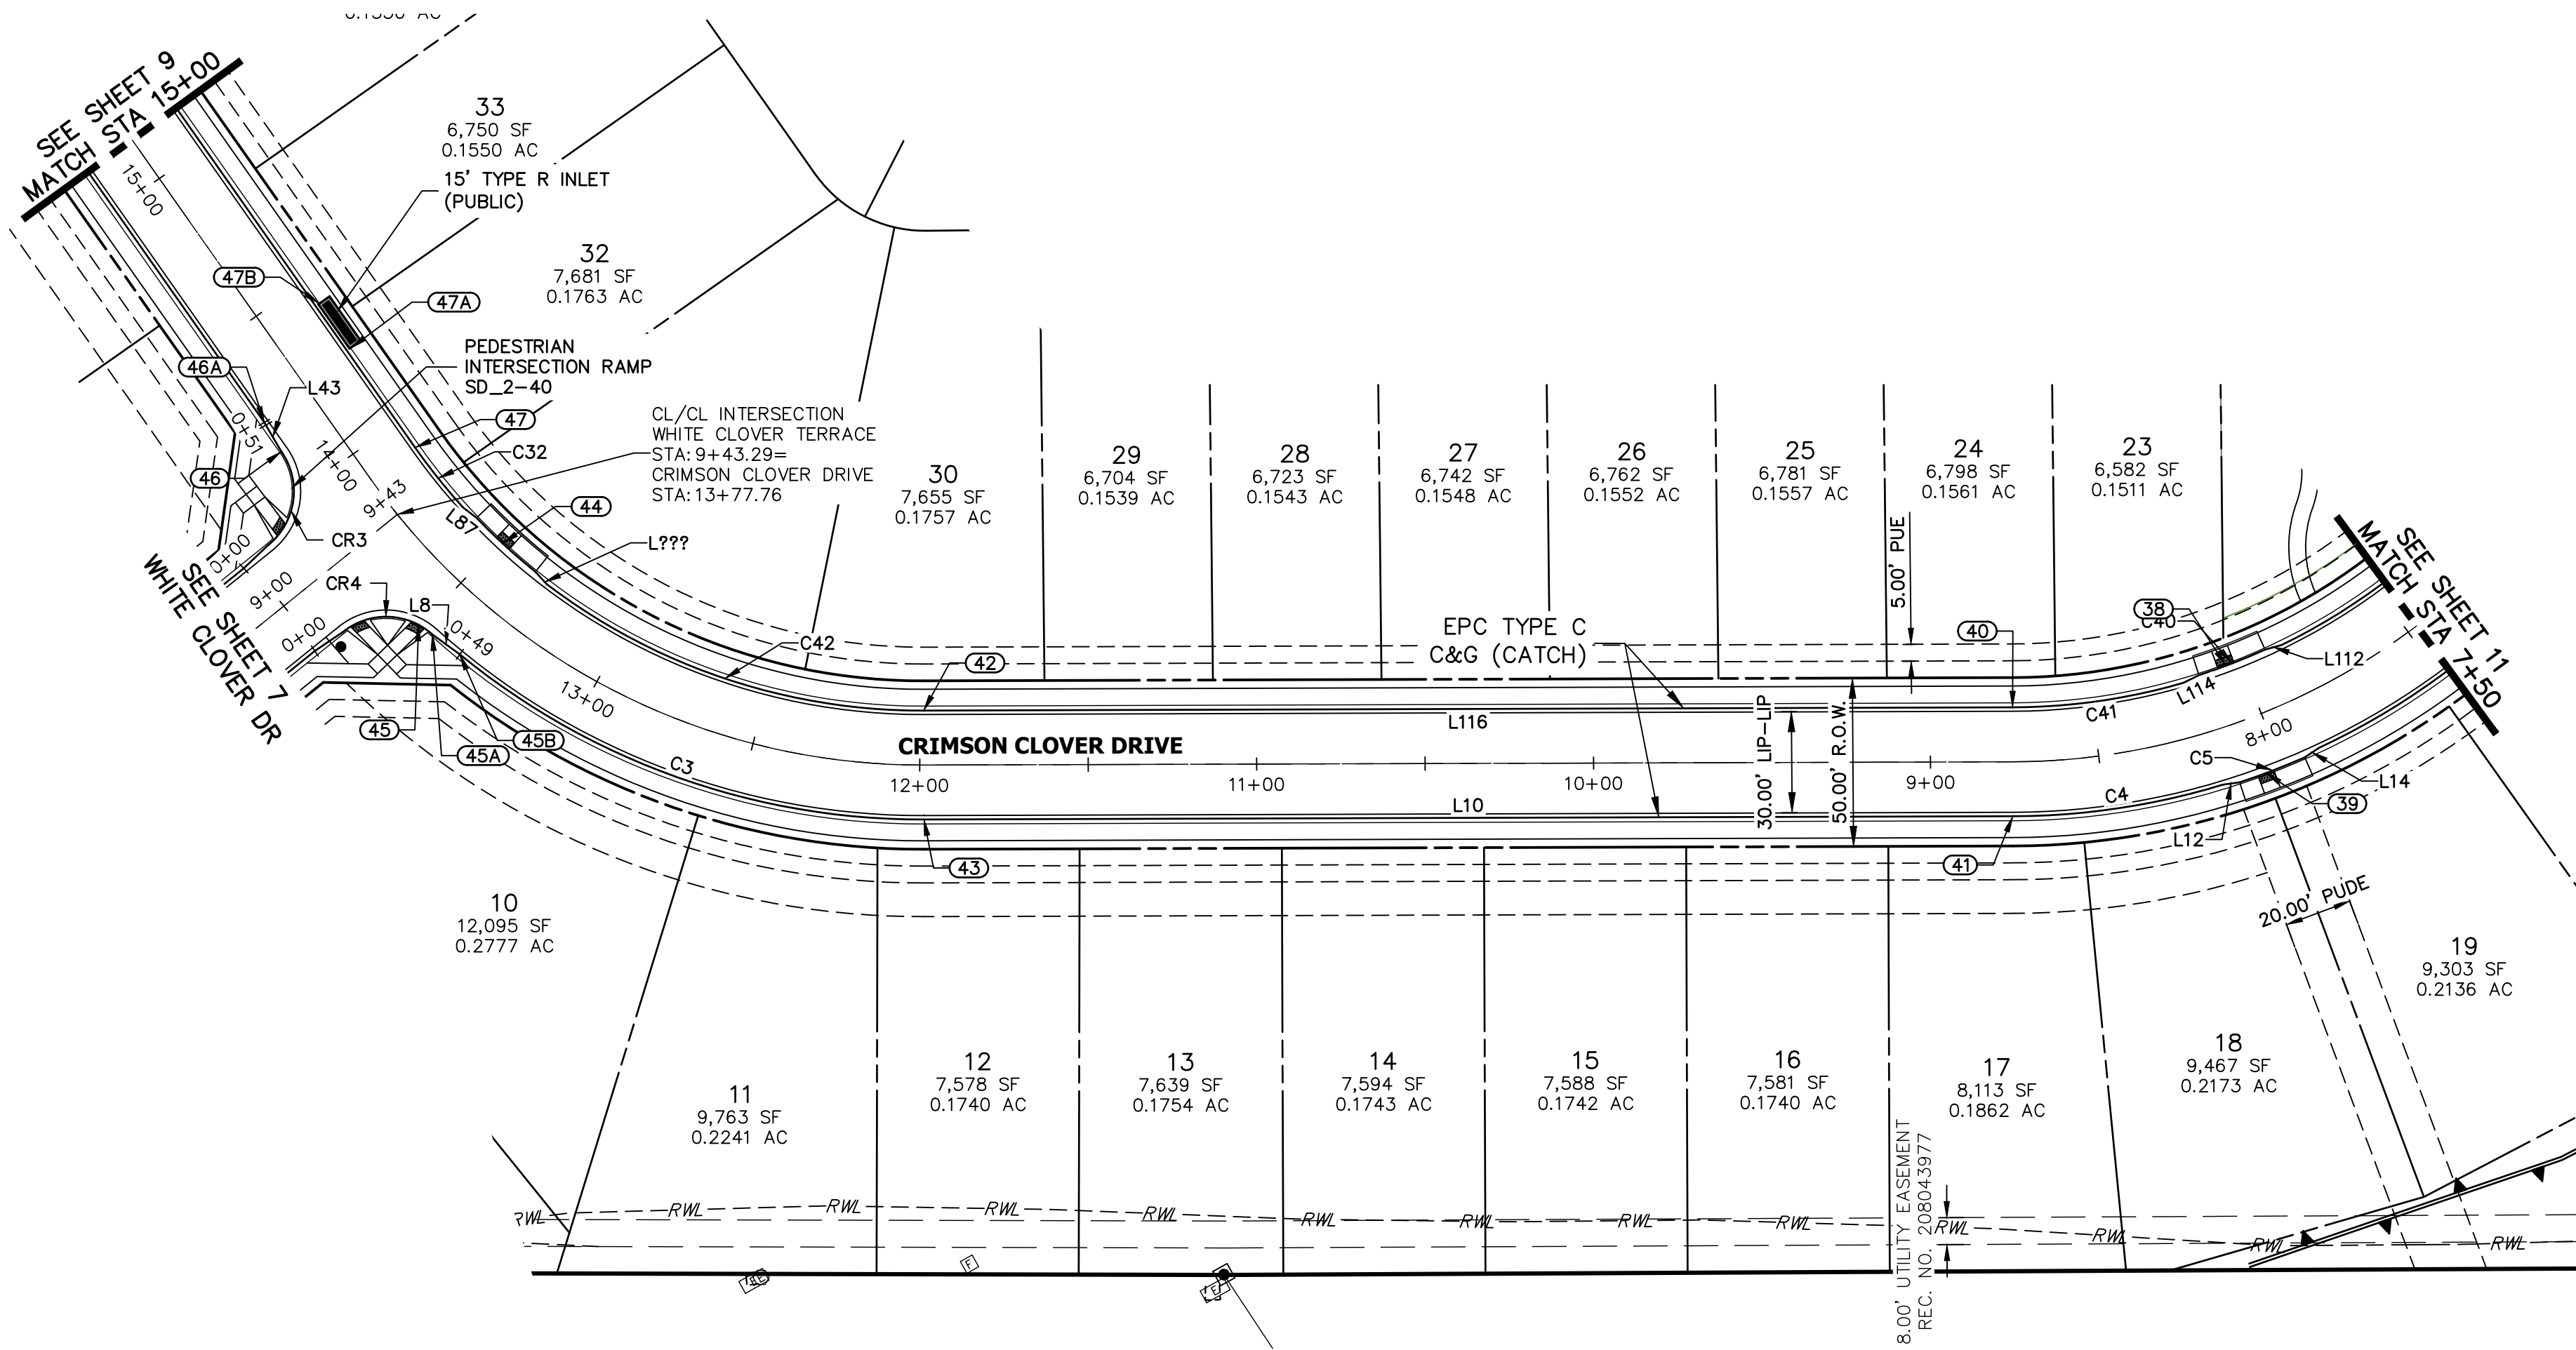 0.1550 AC
SEE SHEET 9
MATCH STA 15+00
15+00
33
6,750 SF
0.1550 AC
15' TYPE R INLET
(PUBLIC)
32
7,681 SF
0.1763 AC
47B
47A
PEDESTRIAN
INTERSECTION RAMP
SD_2-40
46A
L43
47
C32
0+51
14+00
46
9+43
CL/CL INTERSECTION
WHITE CLOVER TERRACE
STA: 9+43.29=
CRIMSON CLOVER DRIVE
STA: 13+77.76
L87
44
L???
CR3
0+00
9+00
CR4
L8
0+00
0+49
SEE SHEET 7
WHITE CLOVER DR
45
45A
45B
13+00
C3
C42
42
30
7,655 SF
0.1757 AC
29
6,704 SF
0.1539 AC
28
6,723 SF
0.1543 AC
27
6,742 SF
0.1548 AC
26
6,762 SF
0.1552 AC
25
6,781 SF
0.1557 AC
24
6,798 SF
0.1561 AC
23
6,582 SF
0.1511 AC
5.00' PUE
EPC TYPE C
C&G (CATCH)
40
38
C40
SEE SHEET 11
MATCH STA 7+50
L112
L114
C41
L116
30.00' LIP-LIP
50.00' R.O.W.
CRIMSON CLOVER DRIVE
12+00
11+00
10+00
9+00
8+00
C5
L14
C4
39
L10
L12
43
41
20.00' PUDE
10
12,095 SF
0.2777 AC
19
9,303 SF
0.2136 AC
11
9,763 SF
0.2241 AC
12
7,578 SF
0.1740 AC
13
7,639 SF
0.1754 AC
14
7,594 SF
0.1743 AC
15
7,588 SF
0.1742 AC
16
7,581 SF
0.1740 AC
17
8,113 SF
0.1862 AC
18
9,467 SF
0.2173 AC
8.00' UTILITY EASEMENT
REC. NO. 208043977
RWL RWL RWL RWL RWL RWL RWL RWL RWL RWL RWL RWL RWL
F
E